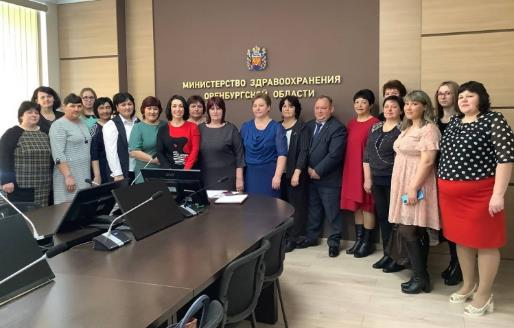 МИНИСТЕРСТВО ЗДРАВООХРАНЕНИЯ
ОРЕНБУРГСКОЙ ОБЛАСТИ